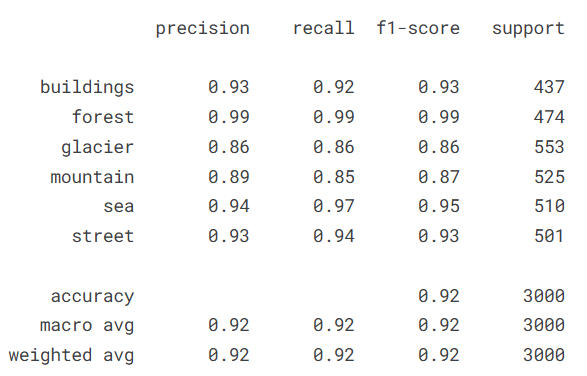 precision recall f1-score support
buildings 0.93 0.92 0.93 437
forest 0.99 0.99 0.99 474
glacier 0.86 0.86 0.86 553
mountain 0.89 0.85 0.87 525
sea 0.94 0.97 0.95 510
street 0.93 0.94 0.93 501
accuracy 0.92 3000
macro avg 0.92 0.92 0.92 3000
weighted avg 0.92 0.92 0.92 3000